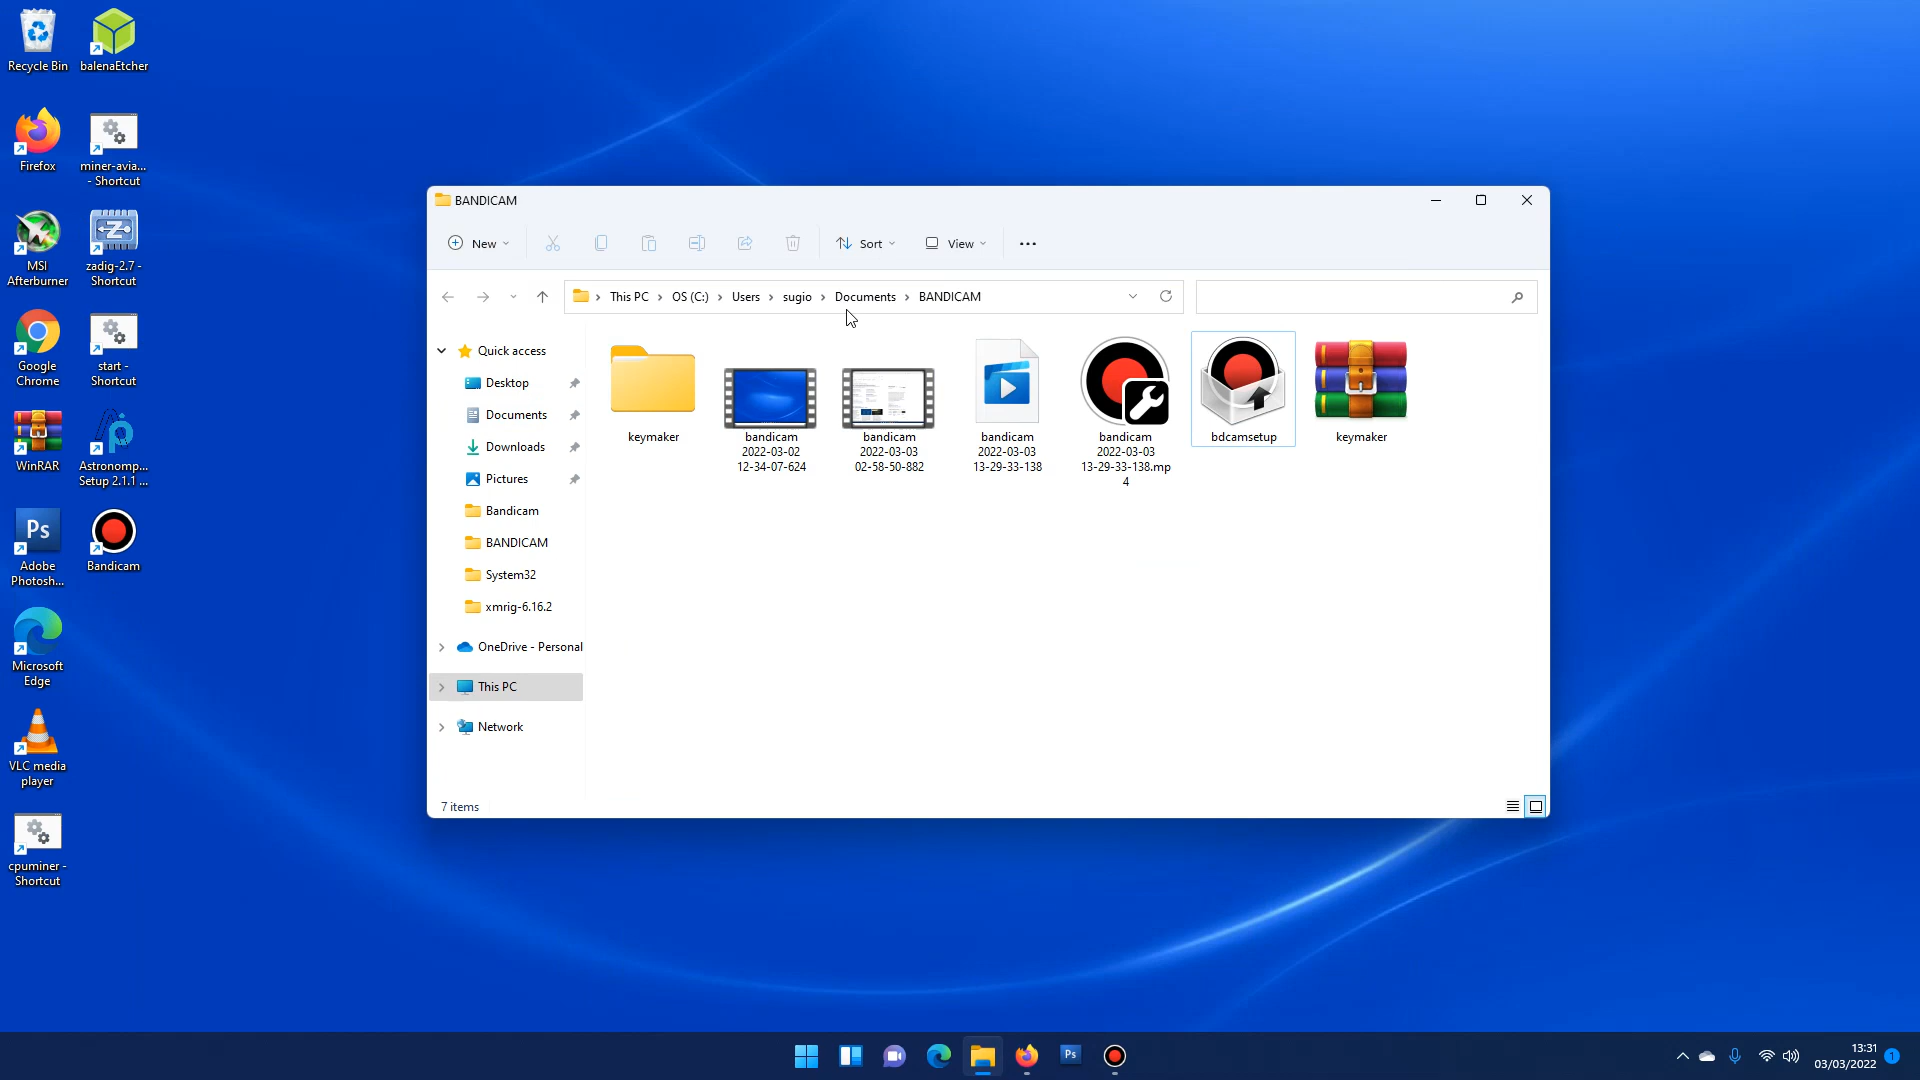 Recycle Bin
balenaEtcher
Firefox
miner-avia...
- Shortcut
MSI
Afterburner
zadig-2.7 -
Shortcut
Google
Chrome
start -
Shortcut
WinRAR
Astronomp...
Setup 2.1.1 ...
Ps
Adobe
Photosh...
Bandicam
Microsoft
Edge
VLC media
player
cpuminer -
Shortcut
BANDICAM
New
Sort
View
This PC
OS (C:)
Users
sugio
Documents
BANDICAM
Quick access
Desktop
Documents
Downloads
Pictures
Bandicam
BANDICAM
System32
xmrig-6.16.2
OneDrive - Personal
This PC
Network
keymaker
bandicam
2022-03-02
12-34-07-624
bandicam
2022-03-03
02-58-50-882
bandicam
2022-03-03
13-29-33-138
bandicam
2022-03-03
13-29-33-138.mp
4
bdcamsetup
keymaker
7 items
Ps
13:31
03/03/2022
1